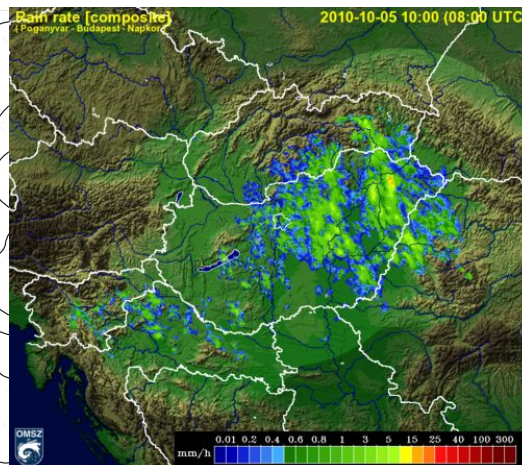 Rain rate [composite]
2010-10-05 10:00 (08:00 UTC)
( Poganyvar - Budapest - Napkor )
OMSZ
mm/h
0.01 0.2 0.4 0.6 0.8 1 3 5 15 25 40 100 300